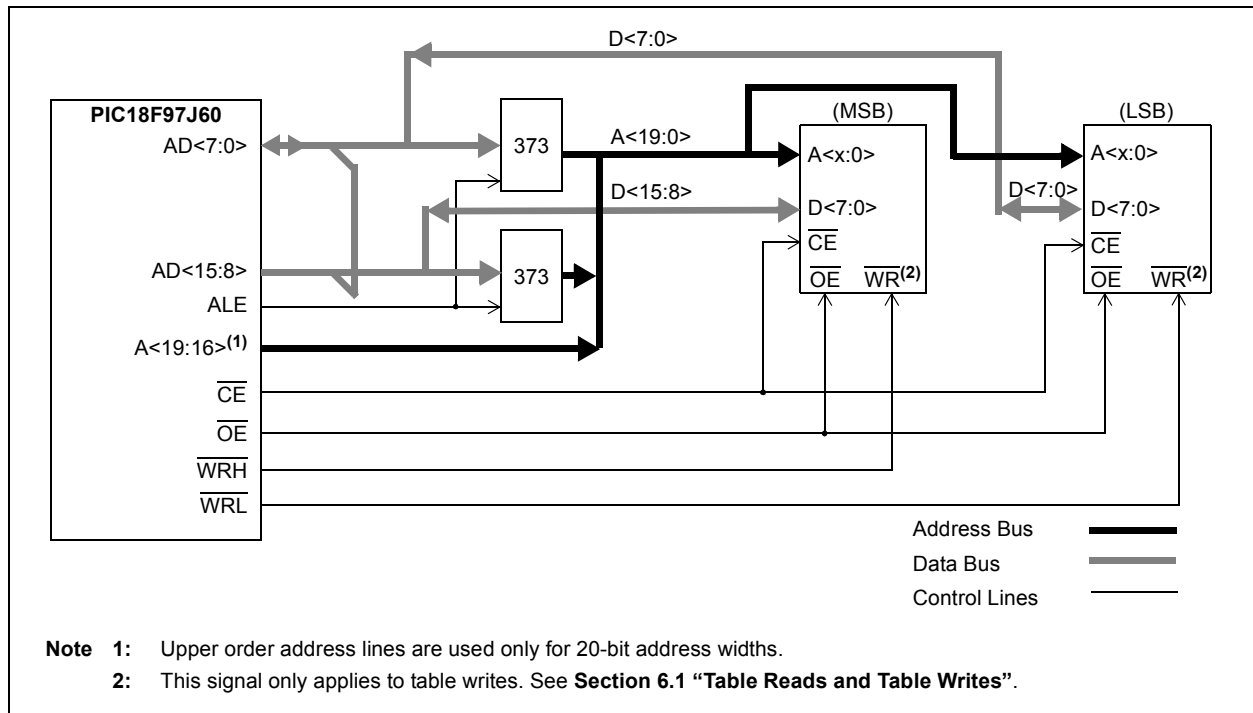 D<7:0>
PIC18F97J60
AD<7:0>
373
A<19:0>
(MSB)
A<x:0>
D<7:0>
CE
OE WR(2)
(LSB)
A<x:0>
D<7:0>
D<7:0>
CE
OE WR(2)
D<15:8>
AD<15:8>
373
ALE
A<19:16>(1)
CE
OE
WRH
WRL
Address Bus
Data Bus
Control Lines
Note 1: Upper order address lines are used only for 20-bit address widths.
2: This signal only applies to table writes. See Section 6.1 “Table Reads and Table Writes”.